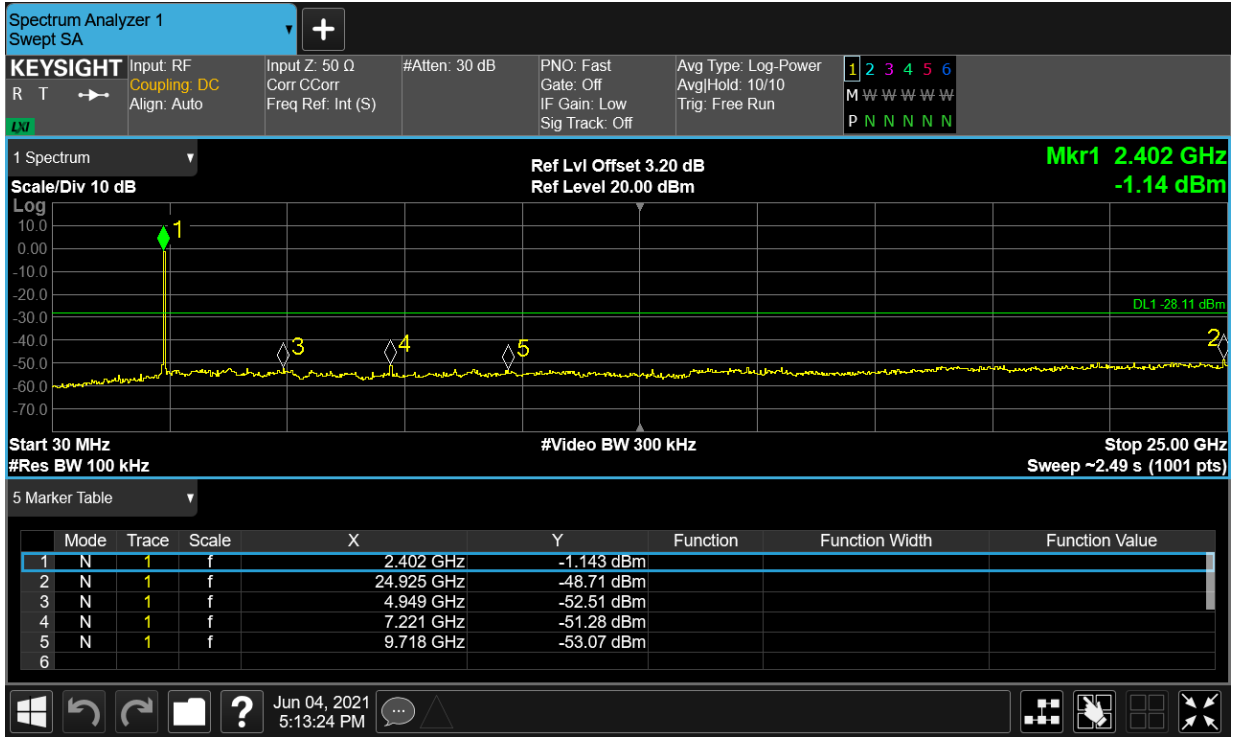 Spectrum Analyzer 1
Swept SA
KEYSIGHT
R T
LXI
Input: RF
Coupling: DC
Align: Auto
Input Z: 50 Ω
Corr CCorr
Freq Ref: Int (S)
#Atten: 30 dB
PNO: Fast
Gate: Off
IF Gain: Low
Sig Track: Off
Avg Type: Log-Power
Avg|Hold: 10/10
Trig: Free Run
1 2 3 4 5 6
M W W W W W
P N N N N N
1 Spectrum
Scale/Div 10 dB
Ref Lvl Offset 3.20 dB
Ref Level 20.00 dBm
Mkr1 2.402 GHz
-1.14 dBm
Log
10.0
0.00
-10.0
-20.0
-30.0
-40.0
-50.0
-60.0
-70.0
1
DL1 -28.11 dBm
3
4
5
2
Start 30 MHz
#Video BW 300 kHz
Stop 25.00 GHz
#Res BW 100 kHz
Sweep ~2.49 s (1001 pts)
5 Marker Table
Mode Trace Scale X Y Function Function Width Function Value
1 N 1 f 2.402 GHz -1.143 dBm
2 N 1 f 24.925 GHz -48.71 dBm
3 N 1 f 4.949 GHz -52.51 dBm
4 N 1 f 7.221 GHz -51.28 dBm
5 N 1 f 9.718 GHz -53.07 dBm
6
?
Jun 04, 2021
5:13:24 PM